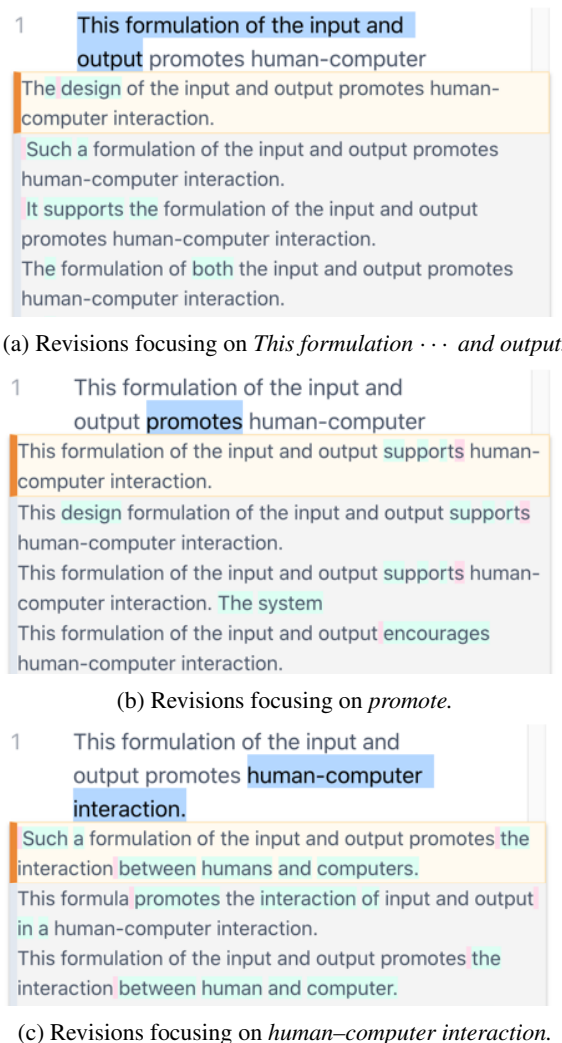 1 This formulation of the input and
output promotes human-computer
The design of the input and output promotes human-
computer interaction.
Such a formulation of the input and output promotes
human-computer interaction.
It supports the formulation of the input and output
promotes human-computer interaction.
The formulation of both the input and output promotes
human-computer interaction.
(a) Revisions focusing on This formulation ··· and output.
1 This formulation of the input and
output promotes human-computer
This formulation of the input and output supports human-
computer interaction.
This design formulation of the input and output supports
human-computer interaction.
This formulation of the input and output supports human-
computer interaction. The system
This formulation of the input and output encourages
human-computer interaction.
(b) Revisions focusing on promote.
1 This formulation of the input and
output promotes human-computer
interaction.
Such a formulation of the input and output promotes the
interaction between humans and computers.
This formula promotes the interaction of input and output
in a human-computer interaction.
This formulation of the input and output promotes the
interaction between human and computer.
(c) Revisions focusing on human–computer interaction.